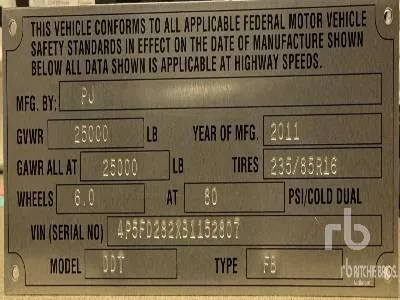 THIS VEHICLE CONFORMS TO ALL APPLICABLE FEDERAL MOTOR VEHICLE
SAFETY STANDARDS IN EFFECT ON THE DATE OF MANUFACTURE SHOWN
BELOW ALL DATA SHOWN IS APPLICABLE AT HIGHWAY SPEEDS.
MFG. BY: PJ
GVWR 25000 LB YEAR OF MFG. 2011
GAWR ALL AT 25000 LB TIRES 235/85R16
WHEELS 6.0 AT 80 PSI/COLD DUAL
VIN (SERIAL NO) 4P5FD282XB1152807
MODEL DDT TYPE FB
rb
rb RITCHIE BROS.